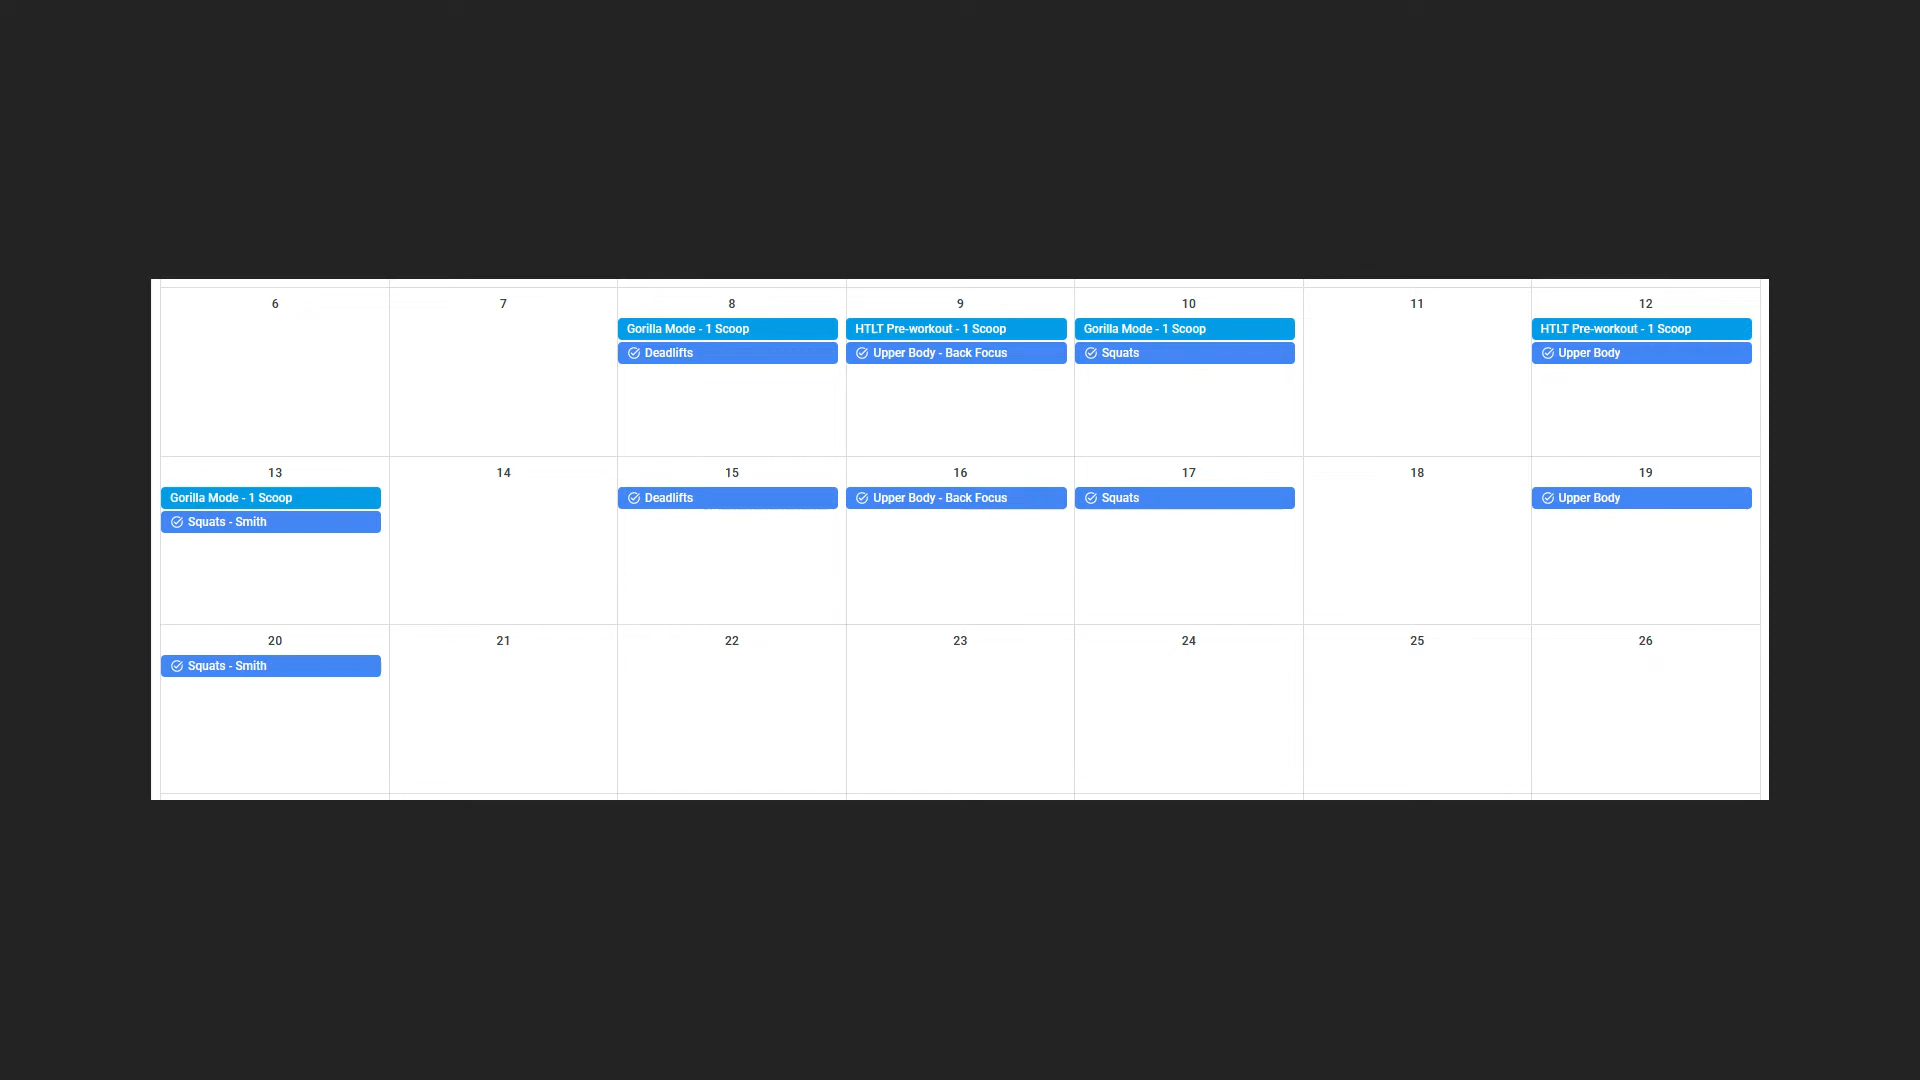 6
7
8
9
10
11
12
Gorilla Mode - 1 Scoop
HTLT Pre-workout - 1 Scoop
Gorilla Mode - 1 Scoop
HTLT Pre-workout - 1 Scoop
Deadlifts
Upper Body - Back Focus
Squats
Upper Body
13
14
15
16
17
18
19
Gorilla Mode - 1 Scoop
Deadlifts
Upper Body - Back Focus
Squats
Upper Body
Squats - Smith
20
21
22
23
24
25
26
Squats - Smith